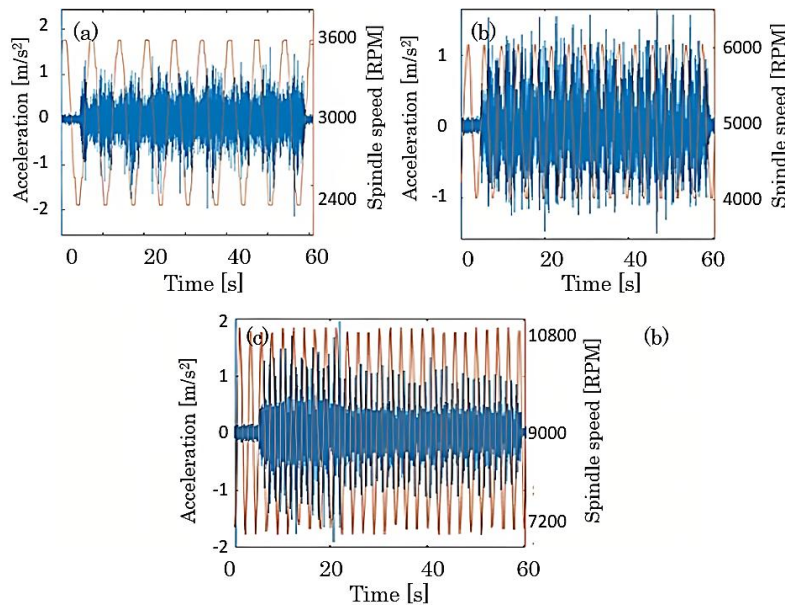 (a)
Acceleration [m/s²]
2
1
0
-1
-2
3600
3000
2400
Spindle speed [RPM]
0 20 40 60
Time [s]
(b)
Acceleration [m/s²]
1
0
-1
6000
5000
4000
Spindle speed [RPM]
0 20 40 60
Time [s]
(c)
Acceleration [m/s²]
2
1
0
-1
-2
10800
9000
7200
Spindle speed [RPM]
(b)
0 20 40 60
Time [s]